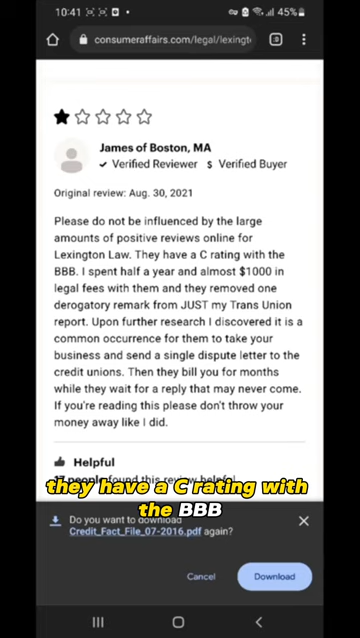 10:41
45%
consumeraffairs.com/legal/lexingt
James of Boston, MA
Verified Reviewer $ Verified Buyer
Original review: Aug. 30, 2021
Please do not be influenced by the large
amounts of positive reviews online for
Lexington Law. They have a C rating with the
BBB. I spent half a year and almost $1000 in
legal fees with them and they removed one
derogatory remark from JUST my Trans Union
report. Upon further research I discovered it is a
common occurrence for them to take your
business and send a single dispute letter to the
credit unions. Then they bill you for months
while they wait for a reply that may never come.
If you're reading this please don't throw your
money away like I did.
Helpful
people found this review helpful
they have a C rating with
the BBB
Do you want to download
Credit_Fact_File_07-2016.pdf again?
Cancel
Download